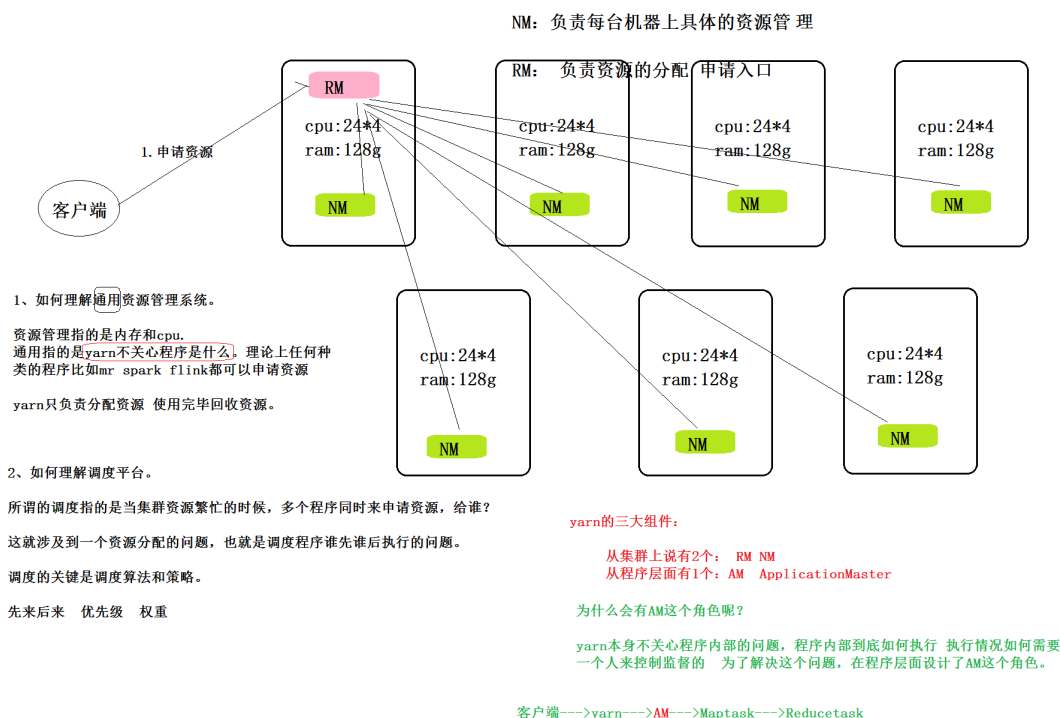 NM：负责每台机器上具体的资源管 理
RM： 负责资源的分配 申请入口
RM
cpu:24*4
ram:128g
NM
cpu:24*4
ram:128g
NM
cpu:24*4
ram:128g
NM
cpu:24*4
ram:128g
NM
1.申请资源
客户端
cpu:24*4
ram:128g
NM
cpu:24*4
ram:128g
NM
cpu:24*4
ram:128g
NM
1、如何理解通用资源管理系统。
资源管理指的是内存和cpu.
通用指的是yarn不关心程序是什么。理论上任何种
类的程序比如mr spark flink都可以申请资源
yarn只负责分配资源 使用完毕回收资源。
2、如何理解调度平台。
所谓的调度指的是当集群资源繁忙的时候，多个程序同时来申请资源，给谁？
这就涉及到一个资源分配的问题，也就是调度程序谁先谁后执行的问题。
调度的关键是调度算法和策略。
先来后来 优先级 权重
yarn的三大组件：
从集群上说有2个： RM NM
从程序层面有1个：AM ApplicationMaster
为什么会有AM这个角色呢？
yarn本身不关心程序内部的问题，程序内部到底如何执行 执行情况如何需要
一个人来控制监督的 为了解决这个问题，在程序层面设计了AM这个角色。
客户端--->yarn--->AM--->Maptask--->Reducetask